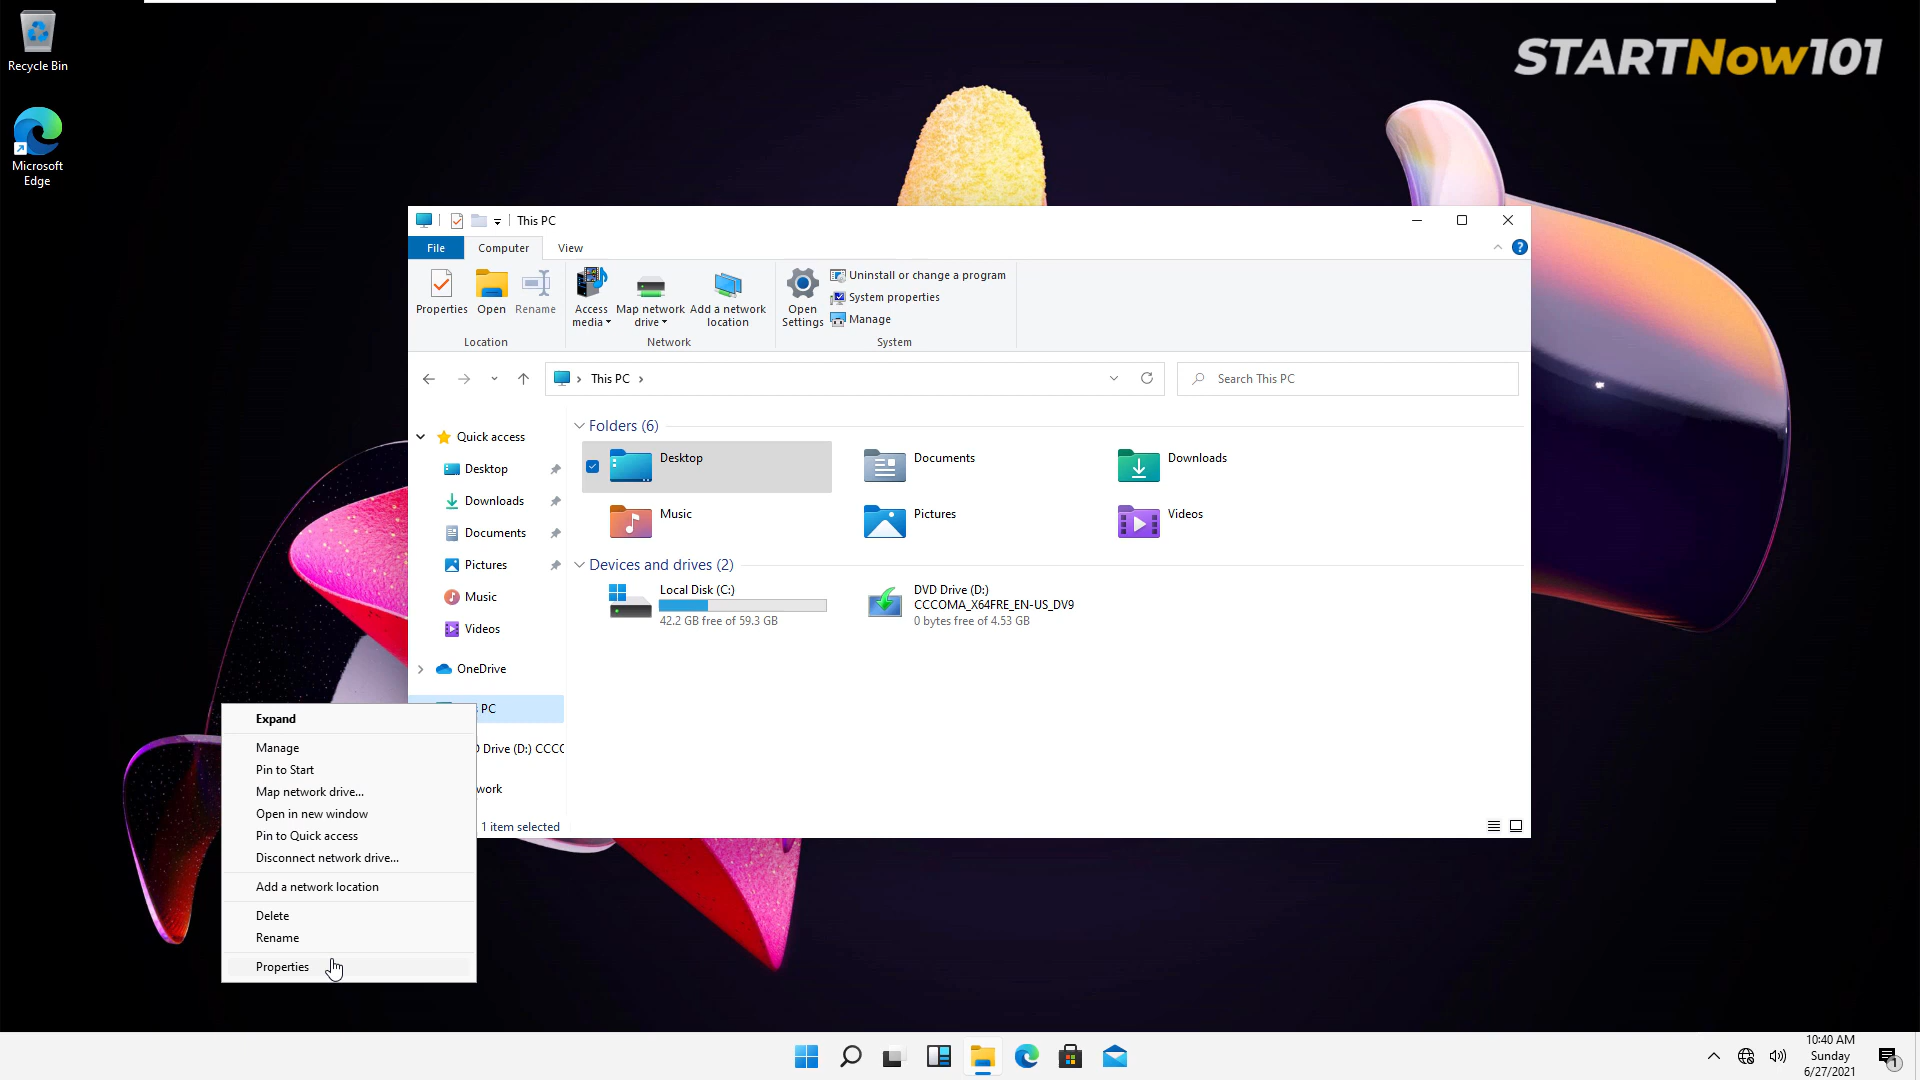 Recycle Bin
Microsoft
Edge
STARTNow101
This PC
File
Computer
View
?
Properties
Open
Rename
Access
media
Map network
drive
Add a network
location
Open
Settings
Uninstall or change a program
System properties
Manage
Location
Network
System
This PC
Search This PC
Quick access
Desktop
Downloads
Documents
Pictures
Music
Videos
OneDrive
PC
Drive (D:) CCC
work
1 item selected
Folders (6)
Desktop
Documents
Downloads
Music
Pictures
Videos
Devices and drives (2)
Local Disk (C:)
42.2 GB free of 59.3 GB
DVD Drive (D:)
CCCOMA_X64FRE_EN-US_DV9
0 bytes free of 4.53 GB
Expand
Manage
Pin to Start
Map network drive...
Open in new window
Pin to Quick access
Disconnect network drive...
Add a network location
Delete
Rename
Properties
10:40 AM
Sunday
6/27/2021
1